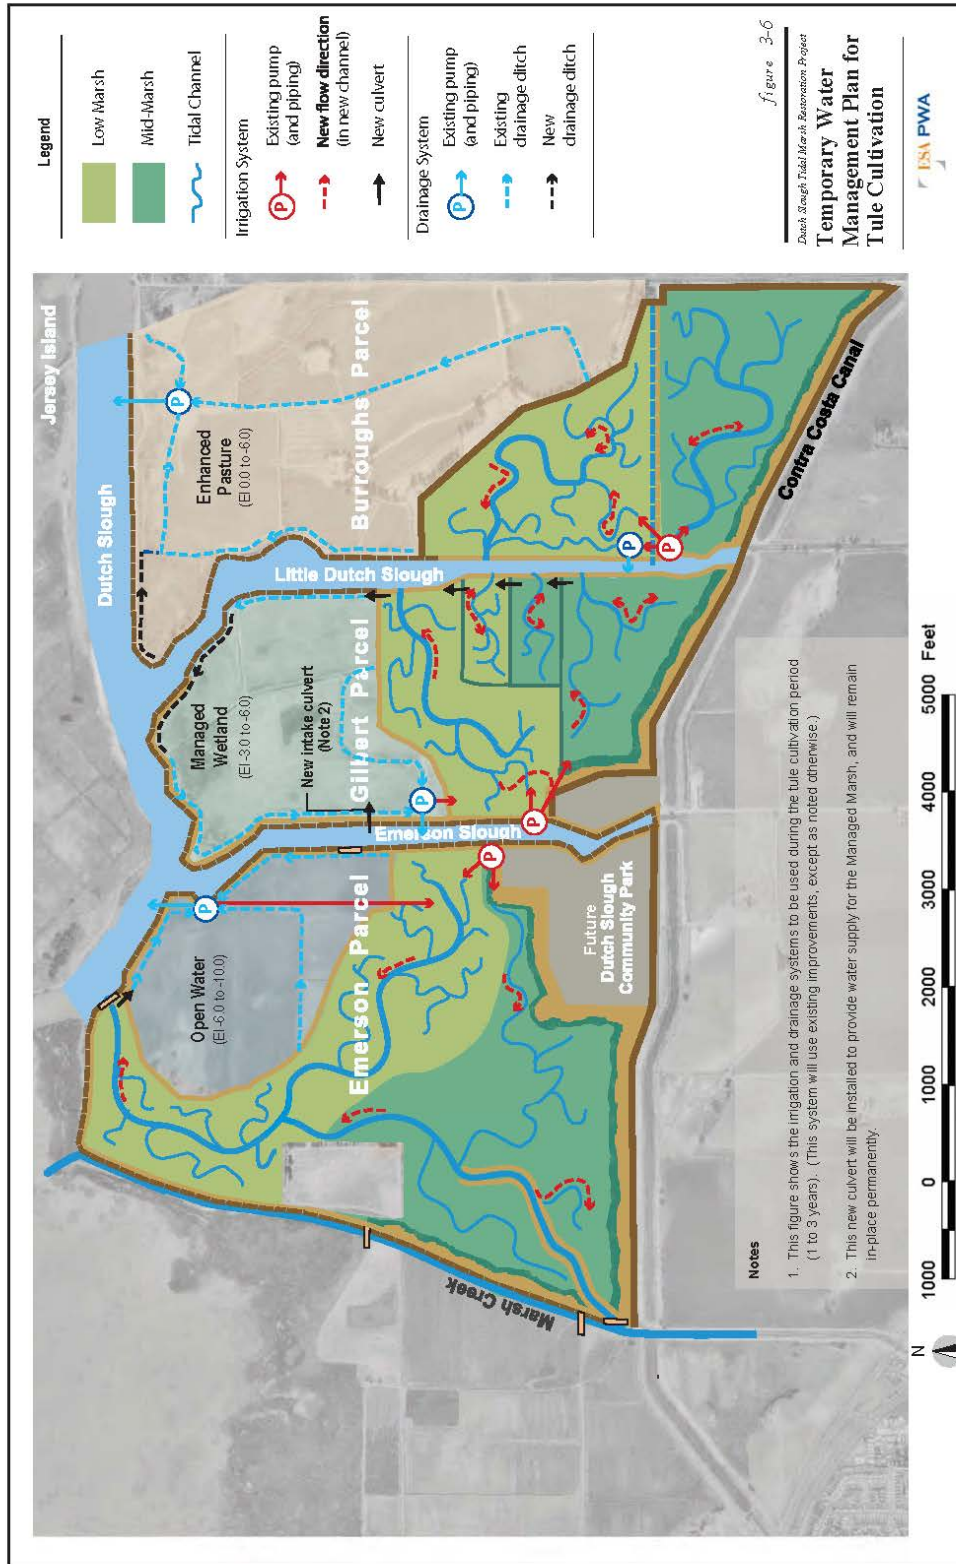 Legend
Low Marsh
Mid-Marsh
Tidal Channel
Irrigation System
P
Existing pump
(and piping)
New flow direction
(in new channel)
New culvert
Drainage System
P
Existing pump
(and piping)
Existing
drainage ditch
New
drainage ditch
figure 3-6
Dutch Slough Tidal Marsh Restoration Project
Temporary Water
Management Plan for
Tule Cultivation
ESA PWA
Jersey Island
Dutch Slough
Enhanced
Pasture
(El 0.0 to -6.0)
P
Burroughs Parcel
Little Dutch Slough
Managed
Wetland
(El -3.0 to -6.0)
New intake culvert
(Note 2)
Gilbert Parcel
P
Emerson Slough
P
P
P
P
P
Open Water
(El -6.0 to -10.0)
Emerson Parcel
Future
Dutch Slough
Community Park
Contra Costa Canal
Marsh Creek
Notes
1. This figure shows the irrigation and drainage systems to be used during the tule cultivation period
(1 to 3 years). (This system will use existing improvements, except as noted otherwise.)
2. This new culvert will be installed to provide water supply for the Managed Marsh, and will remain
in-place permanently.
N
1000 0 1000 2000 3000 4000 5000 Feet